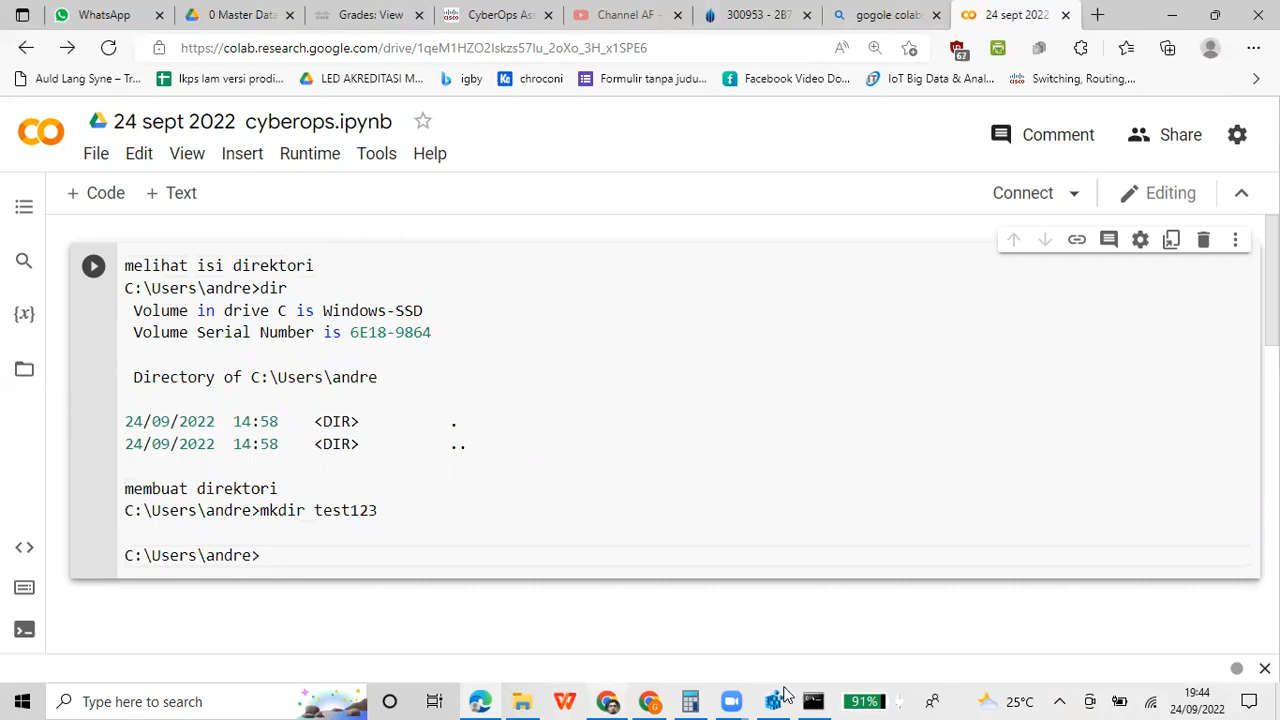 WhatsApp
0 Master Data
Grades: View
CyberOps Ass
Channel AF -
300955 - 2B7
gogole colab
24 sept 2022
https://colab.research.google.com/drive/
Auld Lang Syne – Tr...
lkps lam versi prodi...
LED AKREDITASI M...
igby
chroconi
Formulir tanpa judu...
Facebook Video Do...
IoT Big Data & Anal...
Switching, Routing,...
24 sept 2022 cyberops.ipynb
Comment
Share
File Edit View Insert Runtime Tools Help
+ Code + Text
Connect
Editing
melihat isi direktori
C:\Users\andre>dir
Volume in drive C is Windows-SSD
Volume Serial Number is 6E18-9864
Directory of C:\Users\andre
24/09/2022 14:58 <DIR> .
24/09/2022 14:58 <DIR> ..
membuat direktori
C:\Users\andre>mkdir test123
C:\Users\andre>
Type here to search
91%
25°C
19:44
24/09/2022